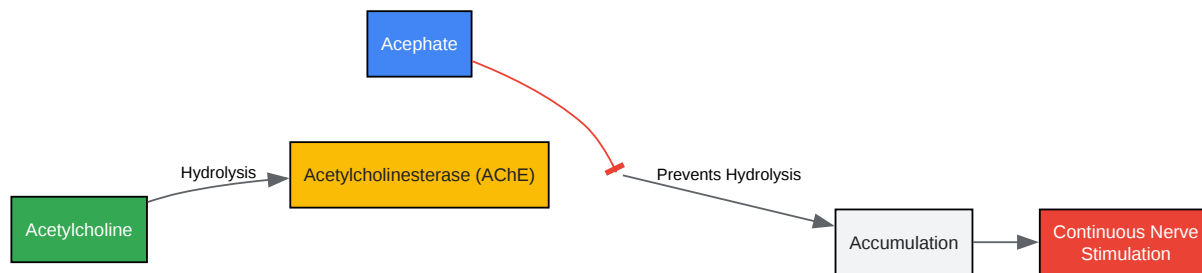 Acephate
Hydrolysis
Acetylcholinesterase (AChE)
Prevents Hydrolysis
Acetylcholine
Accumulation
Continuous Nerve
Stimulation